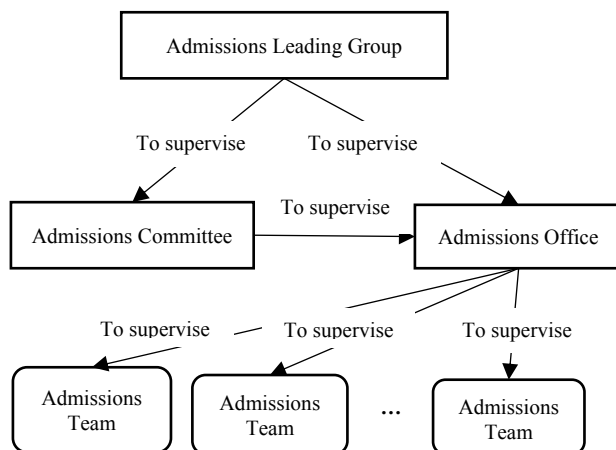 Admissions Leading Group
To supervise
To supervise
To supervise
Admissions Committee
Admissions Office
To supervise
To supervise
To supervise
Admissions
Team
Admissions
Team
...
Admissions
Team